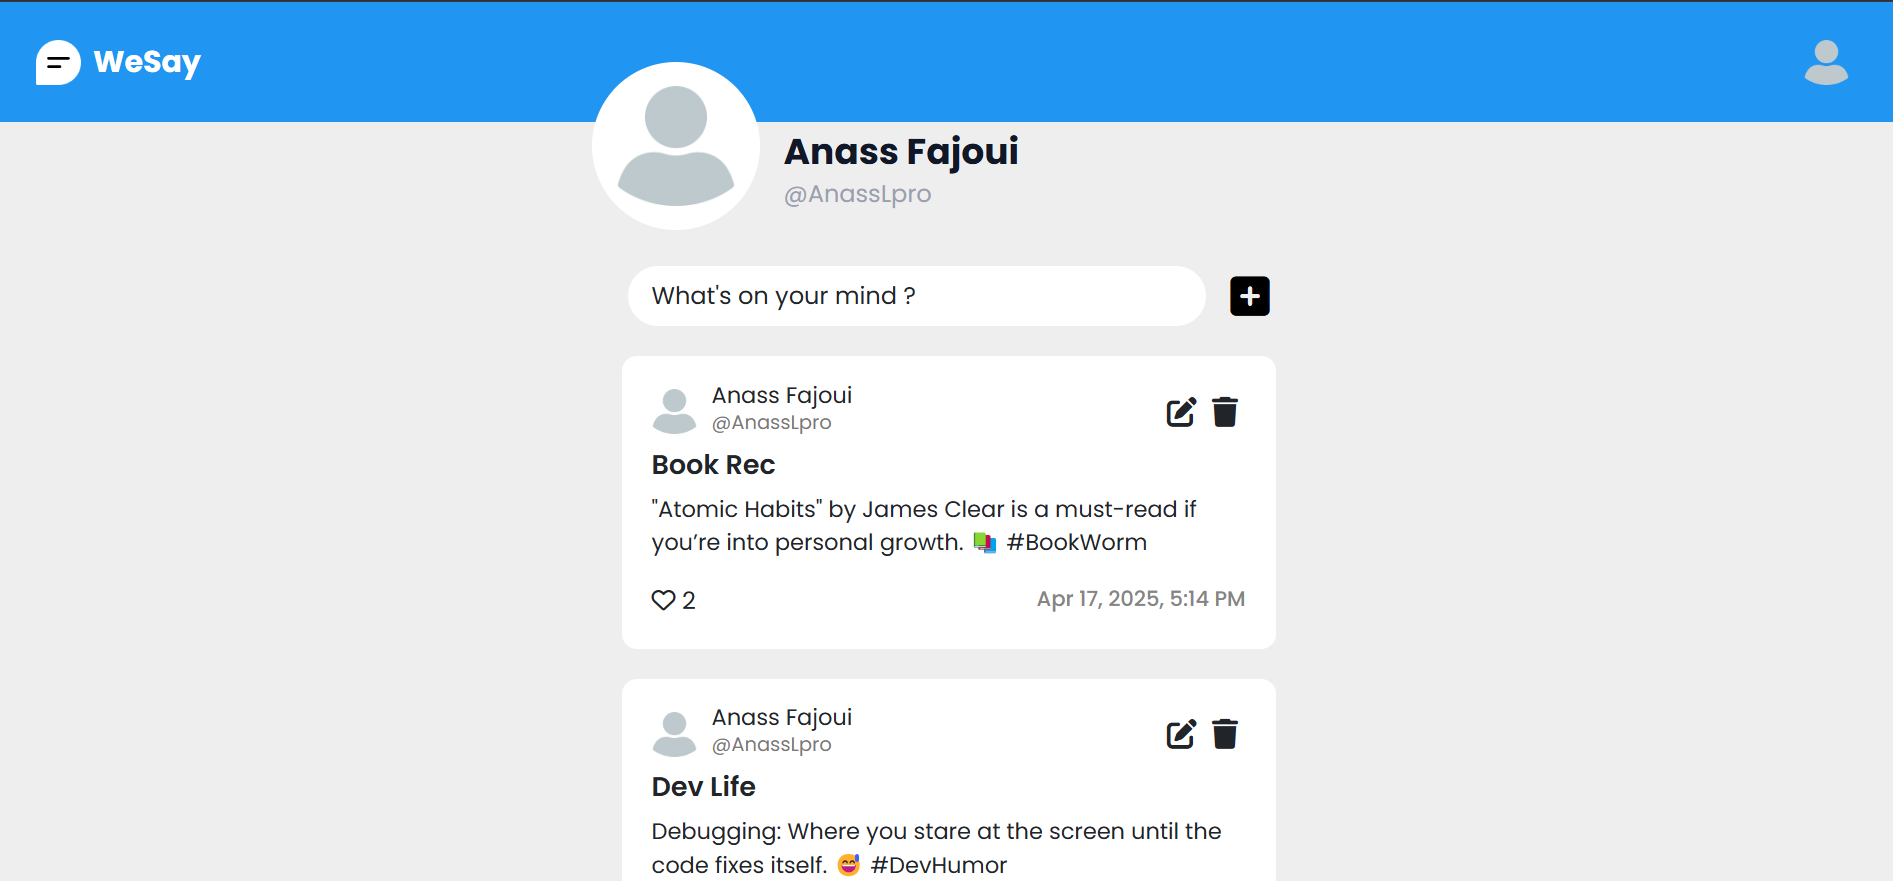 WeSay
Anass Fajoui
@AnassLpro
What's on your mind ?
Anass Fajoui
@AnassLpro
Book Rec
"Atomic Habits" by James Clear is a must-read if
you’re into personal growth. 📚 #BookWorm
2
Apr 17, 2025, 5:14 PM
Anass Fajoui
@AnassLpro
Dev Life
Debugging: Where you stare at the screen until the
code fixes itself. 😅 #DevHumor